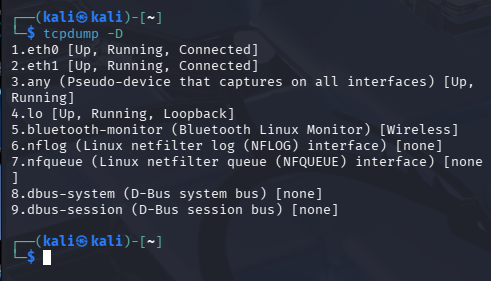 ┌──(kali㉿kali)-[~]
└─$ tcpdump -D
1.eth0 [Up, Running, Connected]
2.eth1 [Up, Running, Connected]
3.any (Pseudo-device that captures on all interfaces) [Up,
Running]
4.lo [Up, Running, Loopback]
5.bluetooth-monitor (Bluetooth Linux Monitor) [Wireless]
6.nflog (Linux netfilter log (NFLOG) interface) [none]
7.nfqueue (Linux netfilter queue (NFQUEUE) interface) [none
]
8.dbus-system (D-Bus system bus) [none]
9.dbus-session (D-Bus session bus) [none]
┌──(kali㉿kali)-[~]
└─$